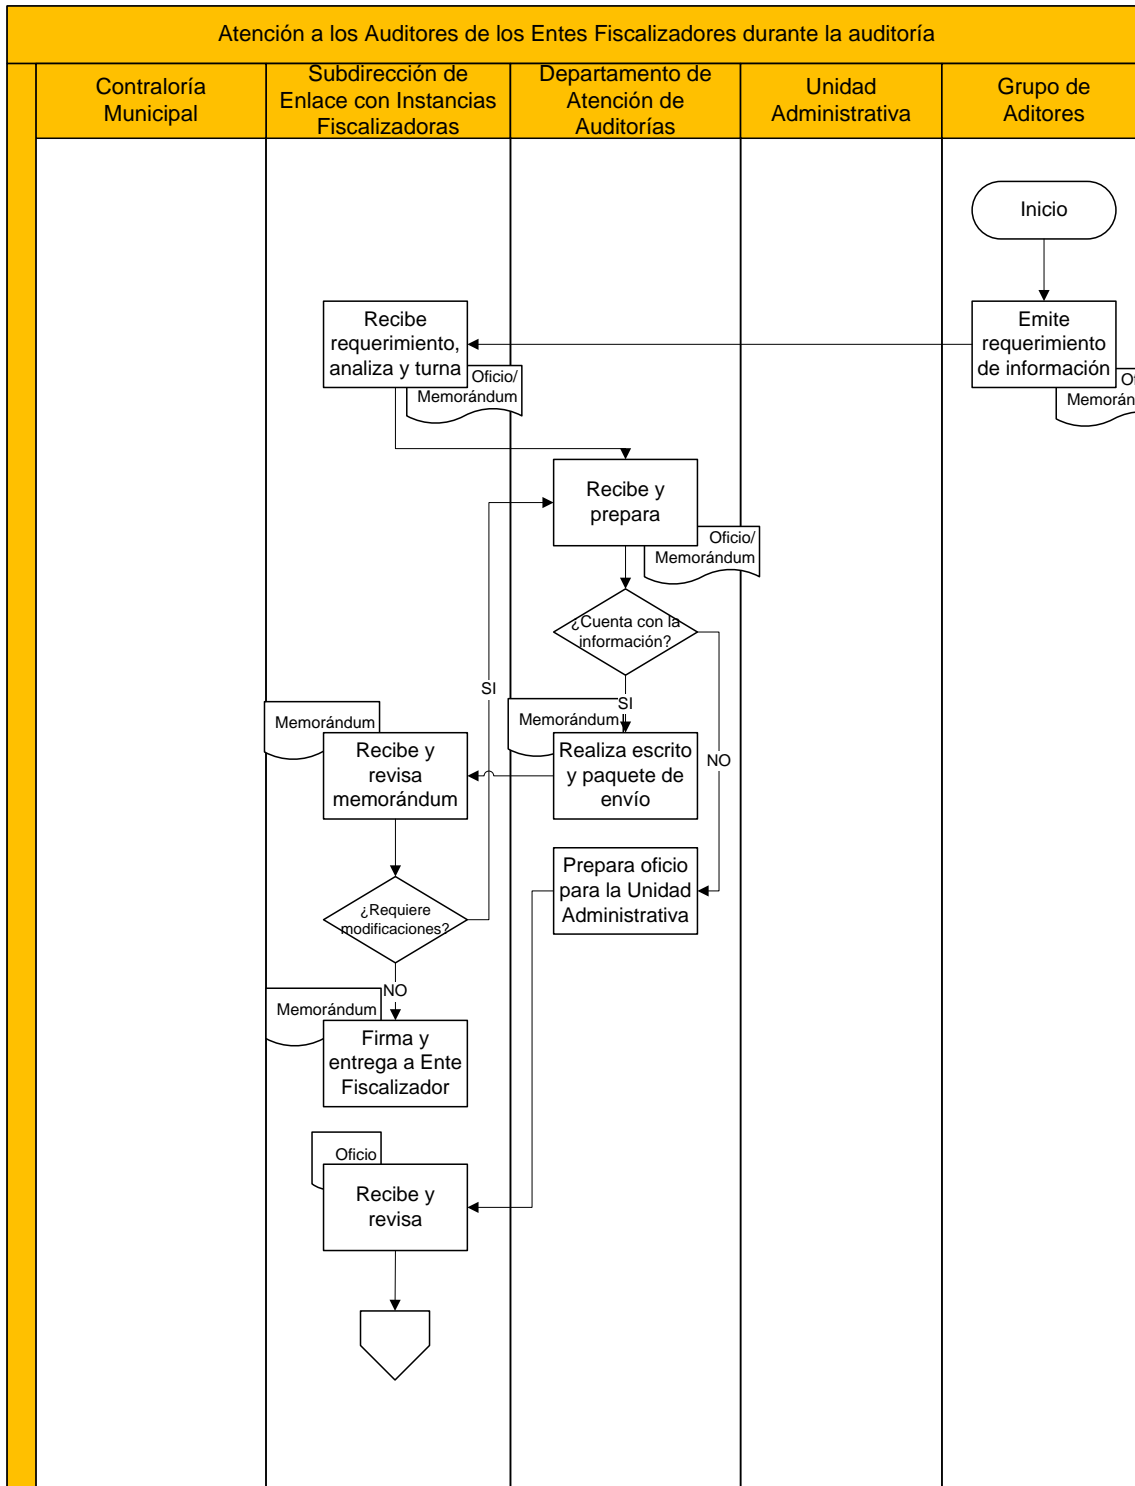 Atención a los Auditores de los Entes Fiscalizadores durante la auditoría
Contraloría
Municipal
Subdirección de
Enlace con Instancias
Fiscalizadoras
Departamento de
Atención de
Auditorías
Unidad
Administrativa
Grupo de
Aditores
Inicio
Emite
requerimiento
de información
Of
Memorán
Recibe
requerimiento,
analiza y turna
Oficio/
Memorándum
Recibe y
prepara
Oficio/
Memorándum
¿Cuenta con la
información?
SI
SI
NO
Memorándum
Realiza escrito
y paquete de
envío
Memorándum
Recibe y
revisa
memorándum
Prepara oficio
para la Unidad
Administrativa
¿Requiere
modificaciones?
NO
Memorándum
Firma y
entrega a Ente
Fiscalizador
Oficio
Recibe y
revisa